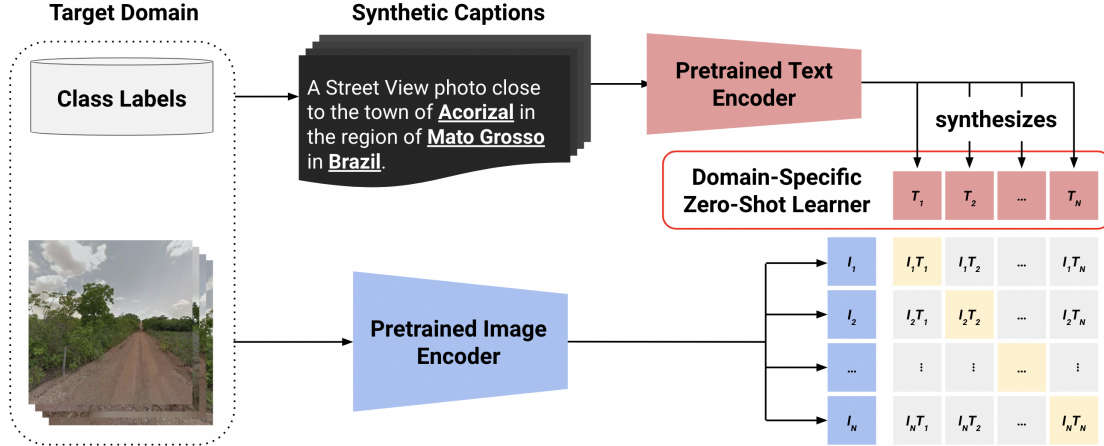 Target Domain
Synthetic Captions
Class Labels
A Street View photo close
to the town of Acorizal in
the region of Mato Grosso
in Brazil.
Pretrained Text
Encoder
synthesizes
Domain-Specific
Zero-Shot Learner
T1 T2 ... TN
Pretrained Image
Encoder
I1 I1T1 I1T2 ... I1TN
I2 I2T1 I2T2 ... I2TN
... ⋮ ⋮ ... ⋮
IN INT1 INT2 ... INTN